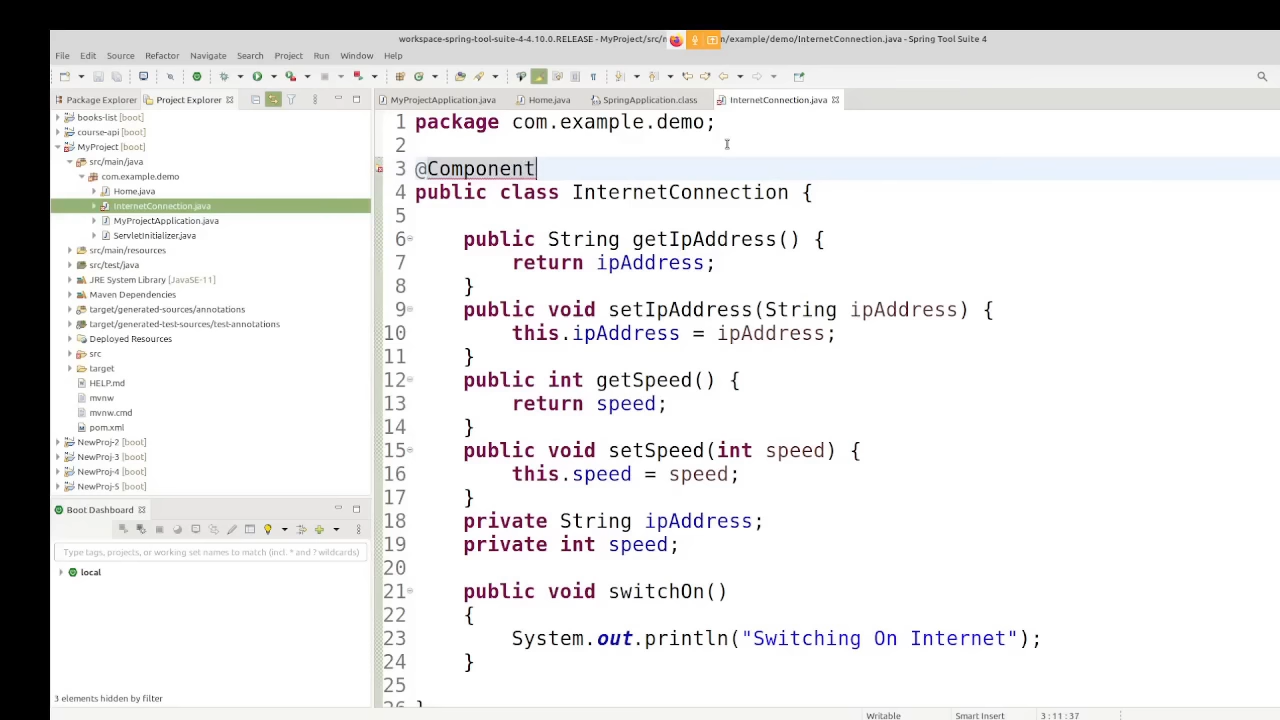 workspace-spring-tool-suite-4-4.10.0.RELEASE - MyProject/src/m n/example/demo/InternetConnection.java - Spring Tool Suite 4
File Edit Source Refactor Navigate Search Project Run Window Help
Package Explorer Project Explorer MyProjectApplication.java Home.java SpringApplication.class InternetConnection.java
books-list [boot]
course-api [boot]
MyProject [boot]
src/main/java
com.example.demo
Home.java
InternetConnection.java
MyProjectApplication.java
ServletInitializer.java
src/main/resources
src/test/java
JRE System Library [JavaSE-11]
Maven Dependencies
target/generated-sources/annotations
target/generated-test-sources/test-annotations
Deployed Resources
src
target
HELP.md
mvnw
mvnw.cmd
pom.xml
NewProj-2 [boot]
NewProj-3 [boot]
NewProj-4 [boot]
NewProj-5 [boot]
Boot Dashboard
Type tags, projects, or working set names to match (incl. * and ? wildcards)
local
3 elements hidden by filter
1 package com.example.demo;
2
3 @Component
4 public class InternetConnection {
5
6 public String getIpAddress() {
7 return ipAddress;
8 }
9 public void setIpAddress(String ipAddress) {
10 this.ipAddress = ipAddress;
11 }
12 public int getSpeed() {
13 return speed;
14 }
15 public void setSpeed(int speed) {
16 this.speed = speed;
17 }
18 private String ipAddress;
19 private int speed;
20
21 public void switchOn()
22 {
23 System.out.println("Switching On Internet");
24 }
25
26 }
Writable Smart Insert 3 : 11 : 37